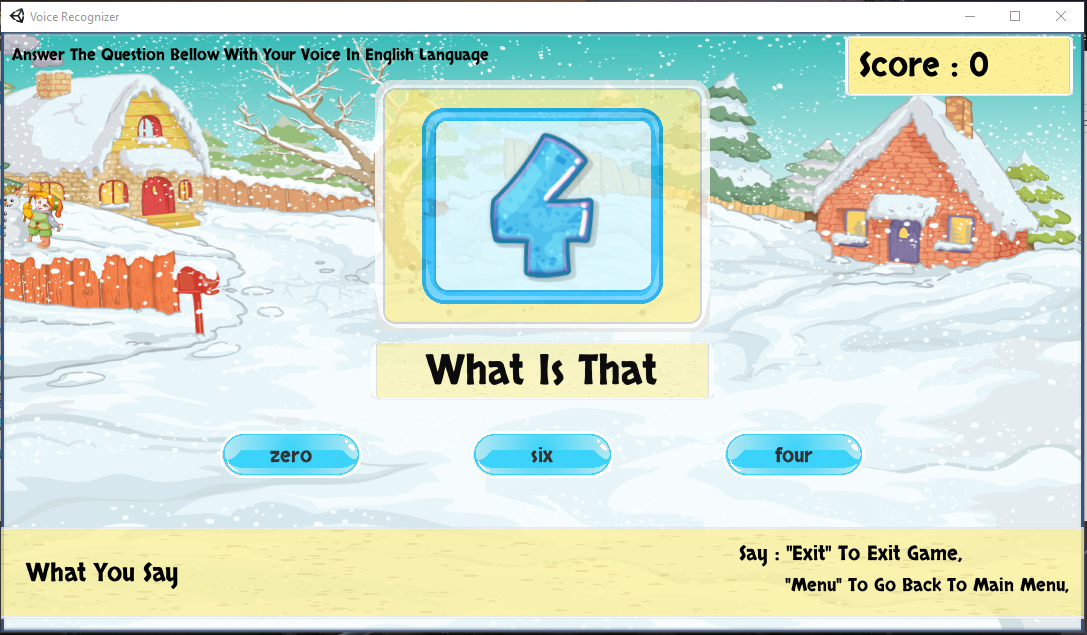 Voice Recognizer
Answer The Question Bellow With Your Voice In English Language
Score : 0
4
What Is That
zero
six
four
What You Say
Say : "Exit" To Exit Game,
"Menu" To Go Back To Main Menu,